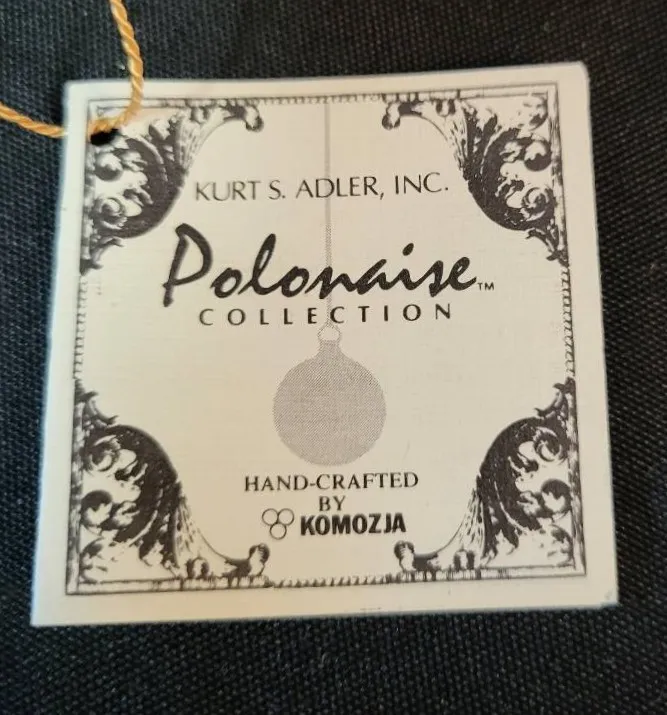 KURT S. ADLER, INC.
Polonaise™
COLLECTION
HAND-CRAFTED
BY
KOMOZJA